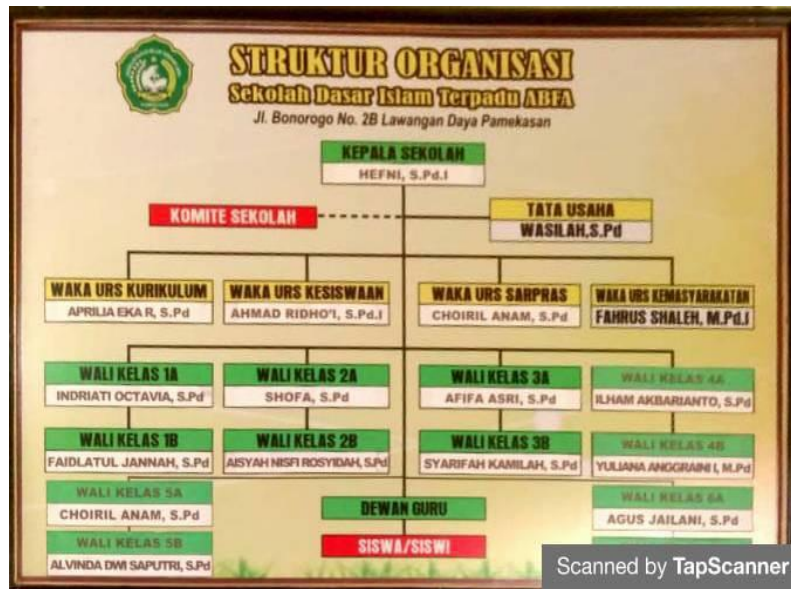 STRUKTUR ORGANISASI
Sekolah Dasar Islam Terpadu ABFA
Jl. Bonorogo No. 2B Lawangan Daya Pamekasan
KEPALA SEKOLAH
HEFNI, S.Pd.I
KOMITE SEKOLAH
TATA USAHA
WASILAH,S.Pd
WAKA URS KURIKULUM
APRILIA EKA R, S.Pd
WAKA URS KESISWAAN
AHMAD RIDHO'I, S.Pd.I
WAKA URS SARPRAS
CHOIRIL ANAM, S.Pd
WAKA URS KEMASYARAKATAN
FAHRUS SHALEH, M.Pd.I
WALI KELAS 1A
INDRIATI OCTAVIA, S.Pd
WALI KELAS 2A
SHOFA, S.Pd
WALI KELAS 3A
AFIFA ASRI, S.Pd
WALI KELAS 4A
ILHAM AKBARIANTO, S.Pd
WALI KELAS 1B
FAIDLATUL JANNAH, S.Pd
WALI KELAS 2B
AISYAH NISFI ROSYIDAH, S.Pd
WALI KELAS 3B
SYARIFAH KAMILAH, S.Pd
WALI KELAS 4B
YULIANA ANGGRAINI I, M.Pd
WALI KELAS 5A
CHOIRIL ANAM, S.Pd
WALI KELAS 5B
ALVINDA DWI SAPUTRI, S.Pd
DEWAN GURU
SISWA/SISWI
WALI KELAS 6A
AGUS JAILANI, S.Pd
Scanned by TapScanner